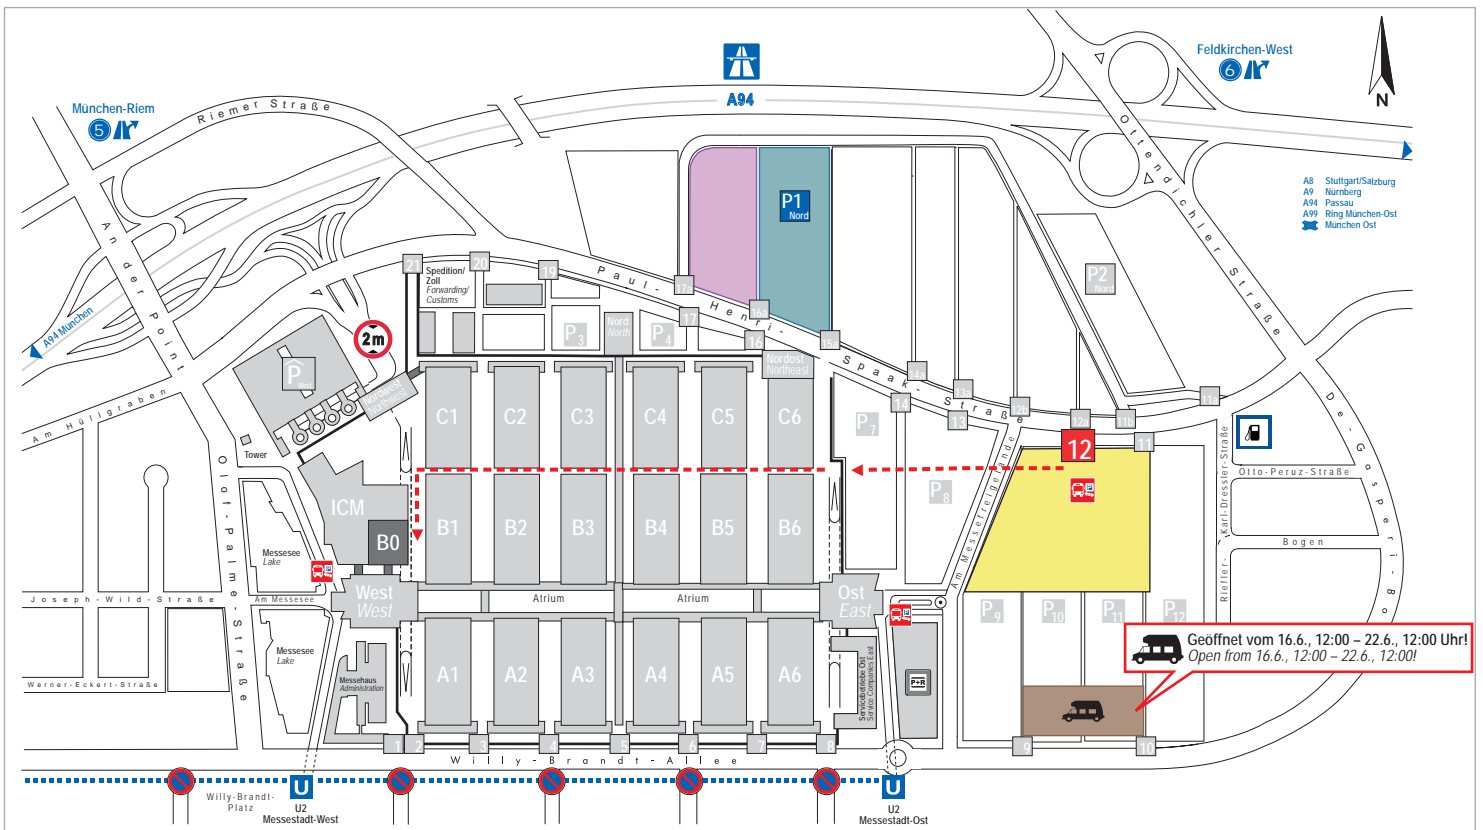 A94
Feldkirchen-West
6
N
München-Riem
5
Riemer Straße
Ottendichler Straße
A8 Stuttgart/Salzburg
A9 Nürnberg
A94 Passau
A99 Ring München-Ost
München Ost
P1
Nord
P2
Nord
An der Point
A94 München
21
20
19
Spedition/
Zoll
Forwarding/
Customs
Paul-Henri-Spaak-Straße
17a
16a
15a
14a
13a
12b
12a
11b
11a
17
16
14
13
12
11
2m
P
West
P3
Nord
North
P4
Nordost
Northeast
Nordwest
Northwest
Am Hüllgraben
Tower
C1
C2
C3
C4
C5
C6
P7
P8
Am Messefreigelände
Karl-Dressler-Straße
Otto-Peruz-Straße
De-Gasperi-Bogen
Riefler-
Bogen
ICM
B0
B1
B2
B3
B4
B5
B6
Olof-Palme-Straße
Messesee
Lake
Joseph-Wild-Straße
Am Messesee
West
West
Atrium
Atrium
Ost
East
P9
P10
P11
P12
Geöffnet vom 16.6., 12:00 – 22.6., 12:00 Uhr!
Open from 16.6., 12:00 – 22.6., 12:00!
Messesee
Lake
Werner-Eckert-Straße
Messehaus
Administration
A1
A2
A3
A4
A5
A6
Servicebetriebe Ost
Service Companies East
P+R
1
2
3
4
5
6
7
8
9
10
Willy-Brandt-Allee
Willy-Brandt-
Platz
U
U2
Messestadt-West
U
U2
Messestadt-Ost